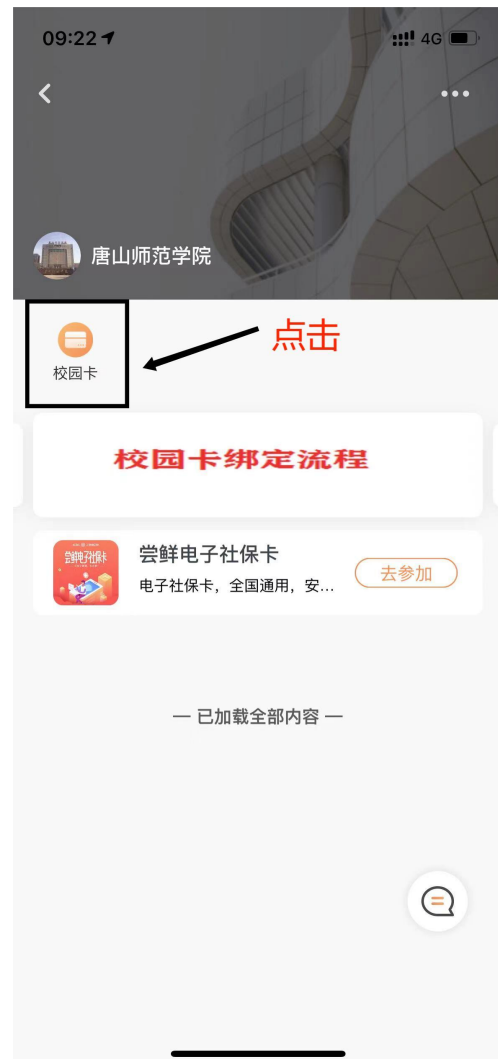 09:22
4G
唐山师范学院
校园卡
点击
校园卡绑定流程
尝鲜电子社保卡
电子社保卡，全国通用，安...
去参加
— 已加载全部内容 —